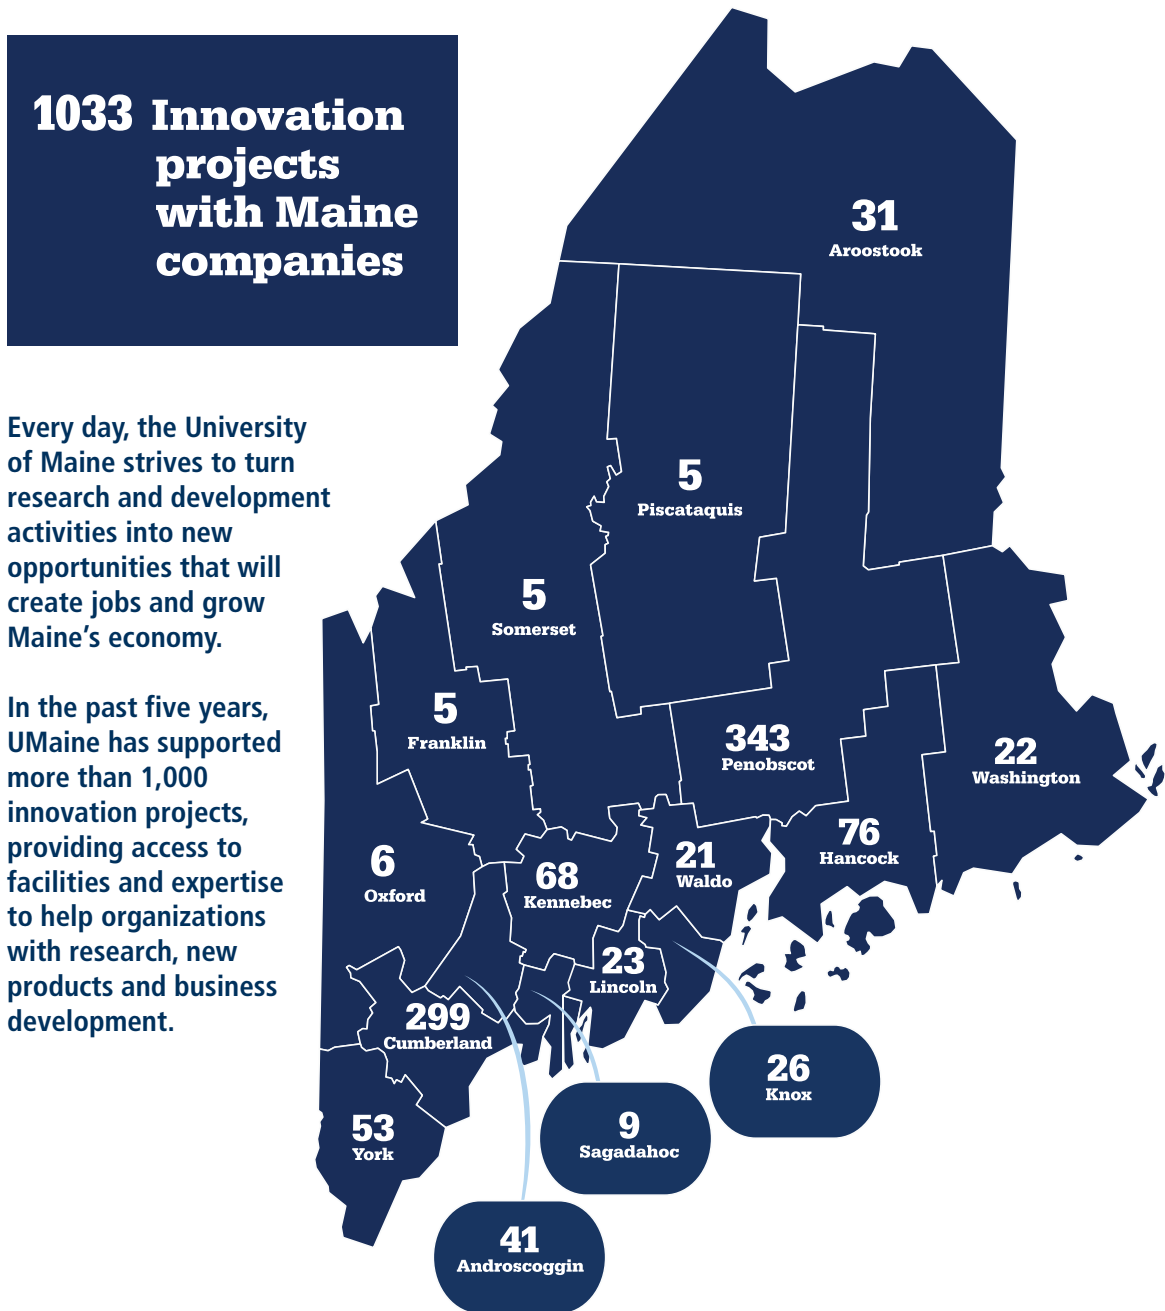 1033 Innovation
projects
with Maine
companies
Every day, the University
of Maine strives to turn
research and development
activities into new
opportunities that will
create jobs and grow
Maine’s economy.
In the past five years,
UMaine has supported
more than 1,000
innovation projects,
providing access to
facilities and expertise
to help organizations
with research, new
products and business
development.
31
Aroostook
5
Piscataquis
5
Somerset
5
Franklin
343
Penobscot
22
Washington
76
Hancock
6
Oxford
68
Kennebec
21
Waldo
23
Lincoln
299
Cumberland
26
Knox
9
Sagadahoc
53
York
41
Androscoggin